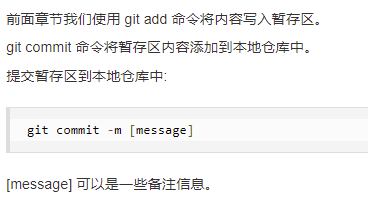 前面章节我们使用 git add 命令将内容写入暂存区。
git commit 命令将暂存区内容添加到本地仓库中。
提交暂存区到本地仓库中:
git commit -m [message]
[message] 可以是一些备注信息。